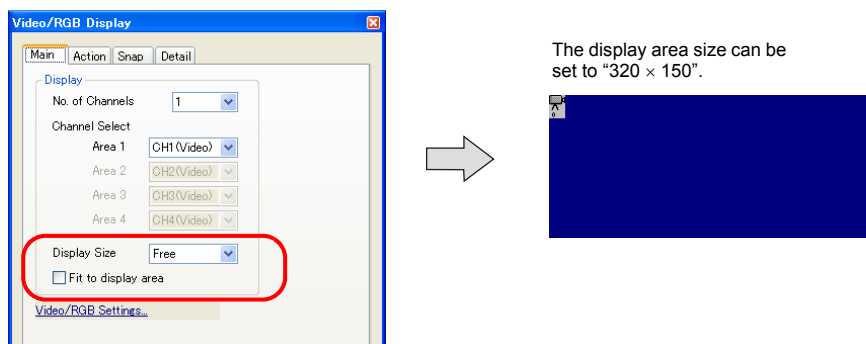 Video/RGB Display
Main Action Snap Detail
Display
No. of Channels 1
Channel Select
Area 1 CH1(Video)
Area 2 CH2(Video)
Area 3 CH3(Video)
Area 4 CH4(Video)
Display Size Free
Fit to display area
Video/RGB Settings...
The display area size can be
set to “320 × 150”.
0